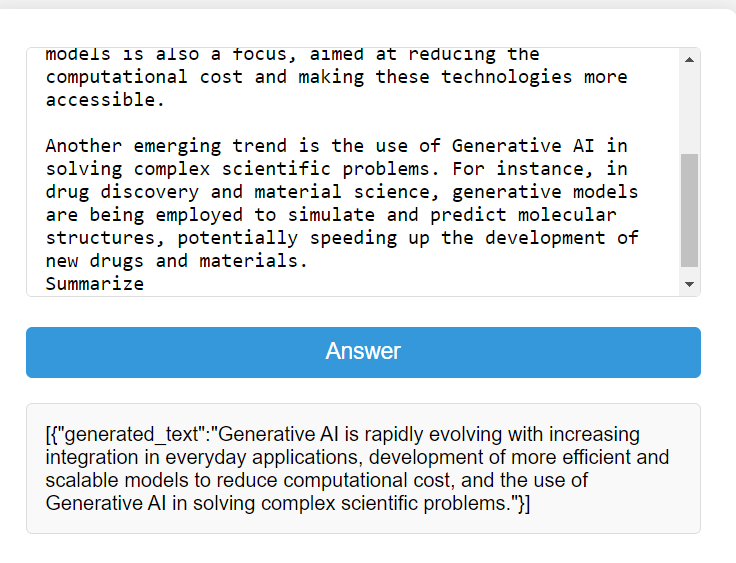 models is also a focus, aimed at reducing the
computational cost and making these technologies more
accessible.
Another emerging trend is the use of Generative AI in
solving complex scientific problems. For instance, in
drug discovery and material science, generative models
are being employed to simulate and predict molecular
structures, potentially speeding up the development of
new drugs and materials.
Summarize
Answer
[{"generated_text":"Generative AI is rapidly evolving with increasing
integration in everyday applications, development of more efficient and
scalable models to reduce computational cost, and the use of
Generative AI in solving complex scientific problems."}]